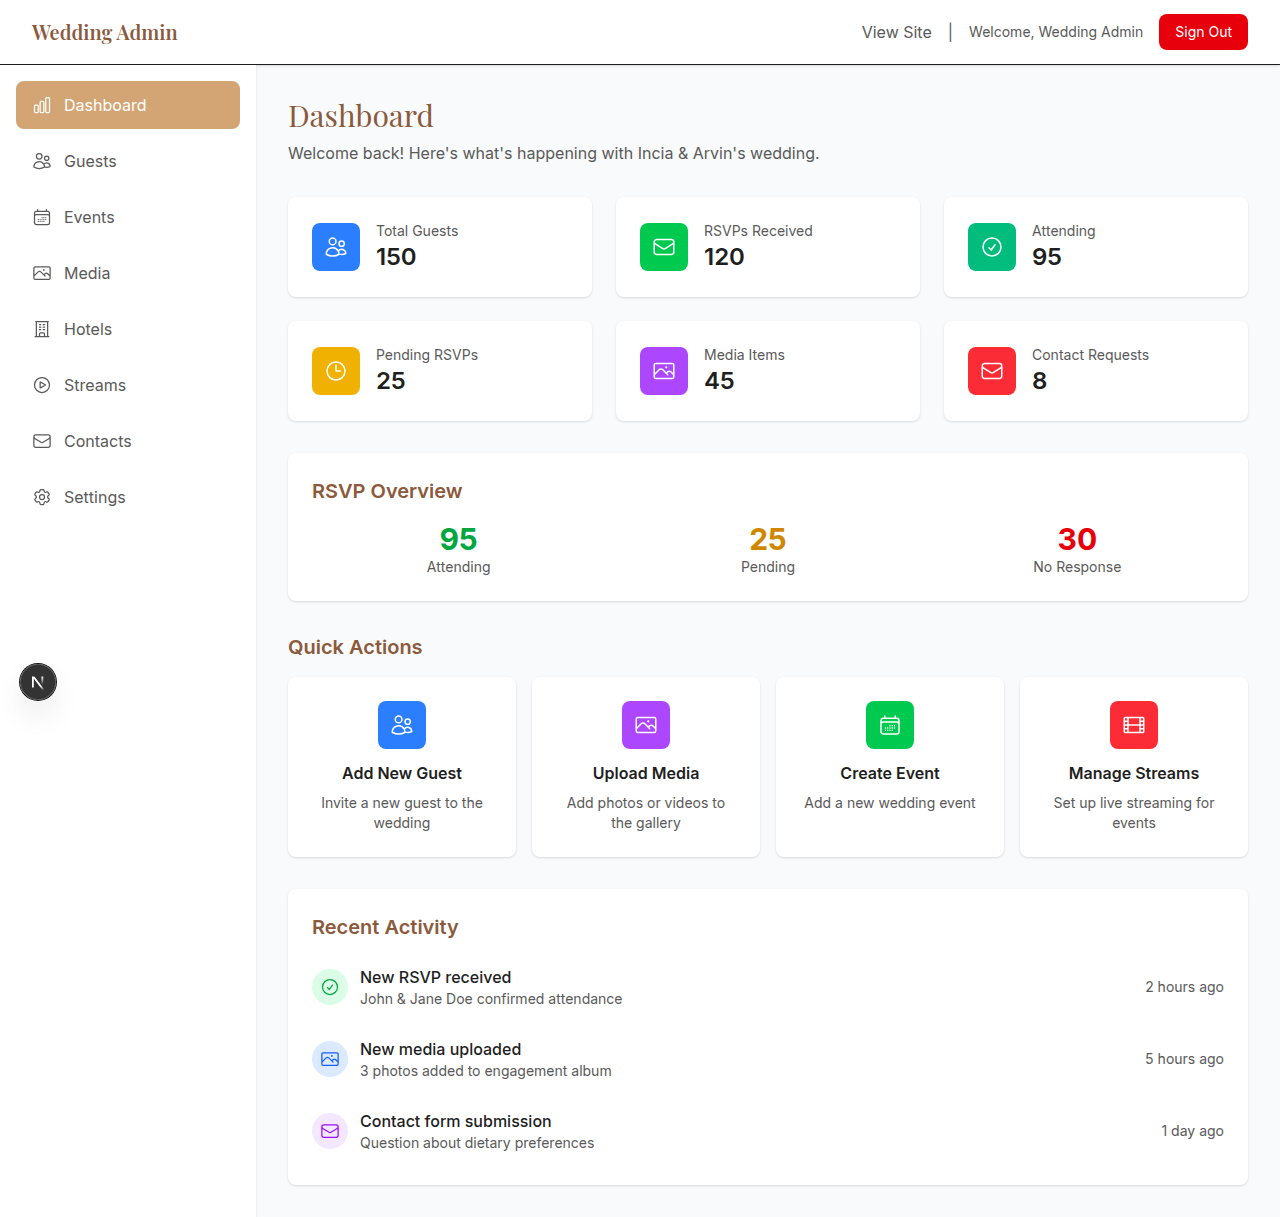 Wedding Admin
View Site | Welcome, Wedding Admin Sign Out
Dashboard
Guests
Events
Media
Hotels
Streams
Contacts
Settings
N
Dashboard
Welcome back! Here's what's happening with Incia & Arvin's wedding.
Total Guests
150
RSVPs Received
120
Attending
95
Pending RSVPs
25
Media Items
45
Contact Requests
8
RSVP Overview
95
Attending
25
Pending
30
No Response
Quick Actions
Add New Guest
Invite a new guest to the
wedding
Upload Media
Add photos or videos to
the gallery
Create Event
Add a new wedding event
Manage Streams
Set up live streaming for
events
Recent Activity
New RSVP received
John & Jane Doe confirmed attendance
2 hours ago
New media uploaded
3 photos added to engagement album
5 hours ago
Contact form submission
Question about dietary preferences
1 day ago